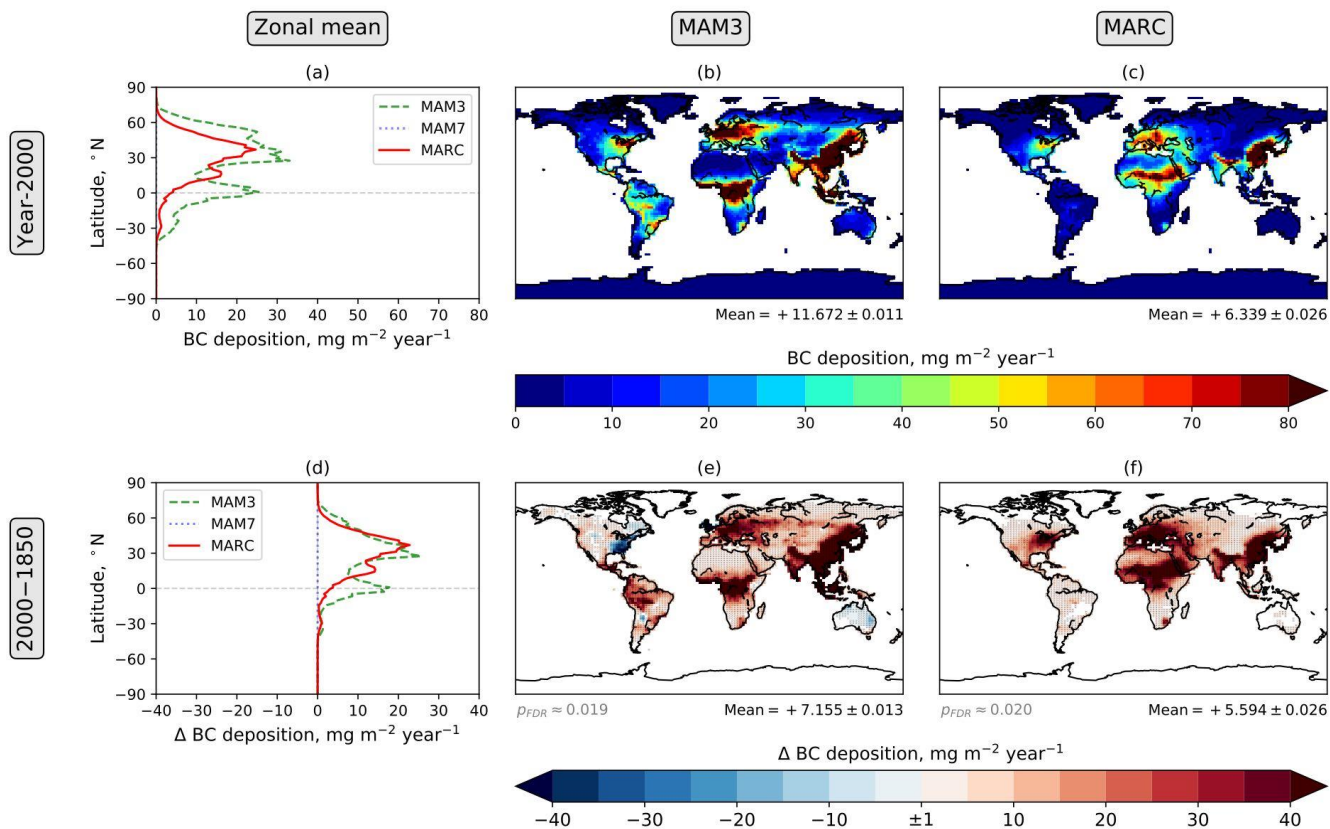 Zonal mean
MAM3
MARC
Year-2000
(a)
90
60
30
0
−30
−60
−90
Latitude, ° N
MAM3
MAM7
MARC
0 10 20 30 40 50 60 70 80
BC deposition, mg m−2 year−1
(b)
Mean = +11.672 ± 0.011
(c)
Mean = +6.339 ± 0.026
BC deposition, mg m−2 year−1
0 10 20 30 40 50 60 70 80
2000−1850
(d)
90
60
30
0
−30
−60
−90
Latitude, ° N
MAM3
MAM7
MARC
−40 −30 −20 −10 0 10 20 30 40
Δ BC deposition, mg m−2 year−1
(e)
pFDR ≈ 0.019
Mean = +7.155 ± 0.013
(f)
pFDR ≈ 0.020
Mean = +5.594 ± 0.026
Δ BC deposition, mg m−2 year−1
−40 −30 −20 −10 ±1 10 20 30 40